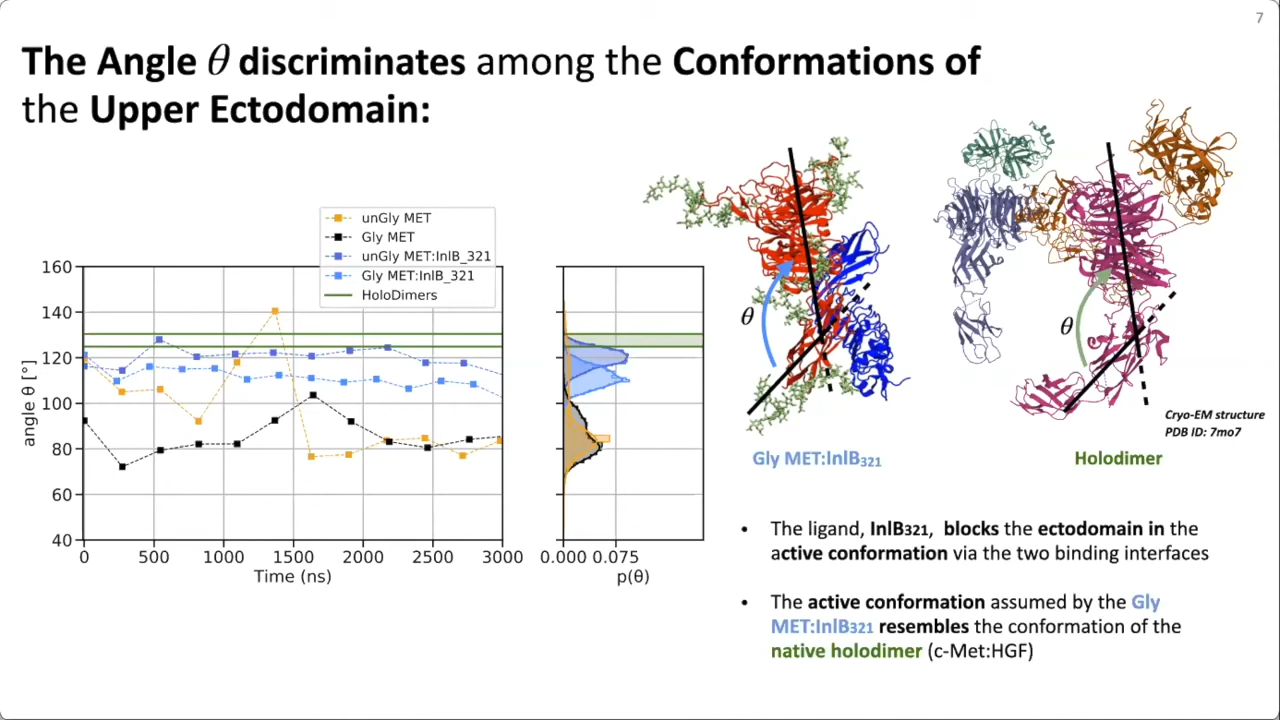 7
The Angle θ discriminates among the Conformations of
the Upper Ectodomain:
unGly MET
Gly MET
unGly MET:InlB_321
Gly MET:InlB_321
HoloDimers
160
140
120
100
80
60
40
angle θ [°]
0 500 1000 1500 2000 2500 3000
Time (ns)
0.000 0.075
p(θ)
θ
θ
Cryo-EM structure
PDB ID: 7mo7
Gly MET:InlB321
Holodimer
• The ligand, InlB321, blocks the ectodomain in the
active conformation via the two binding interfaces
• The active conformation assumed by the Gly
MET:InlB321 resembles the conformation of the
native holodimer (c-Met:HGF)